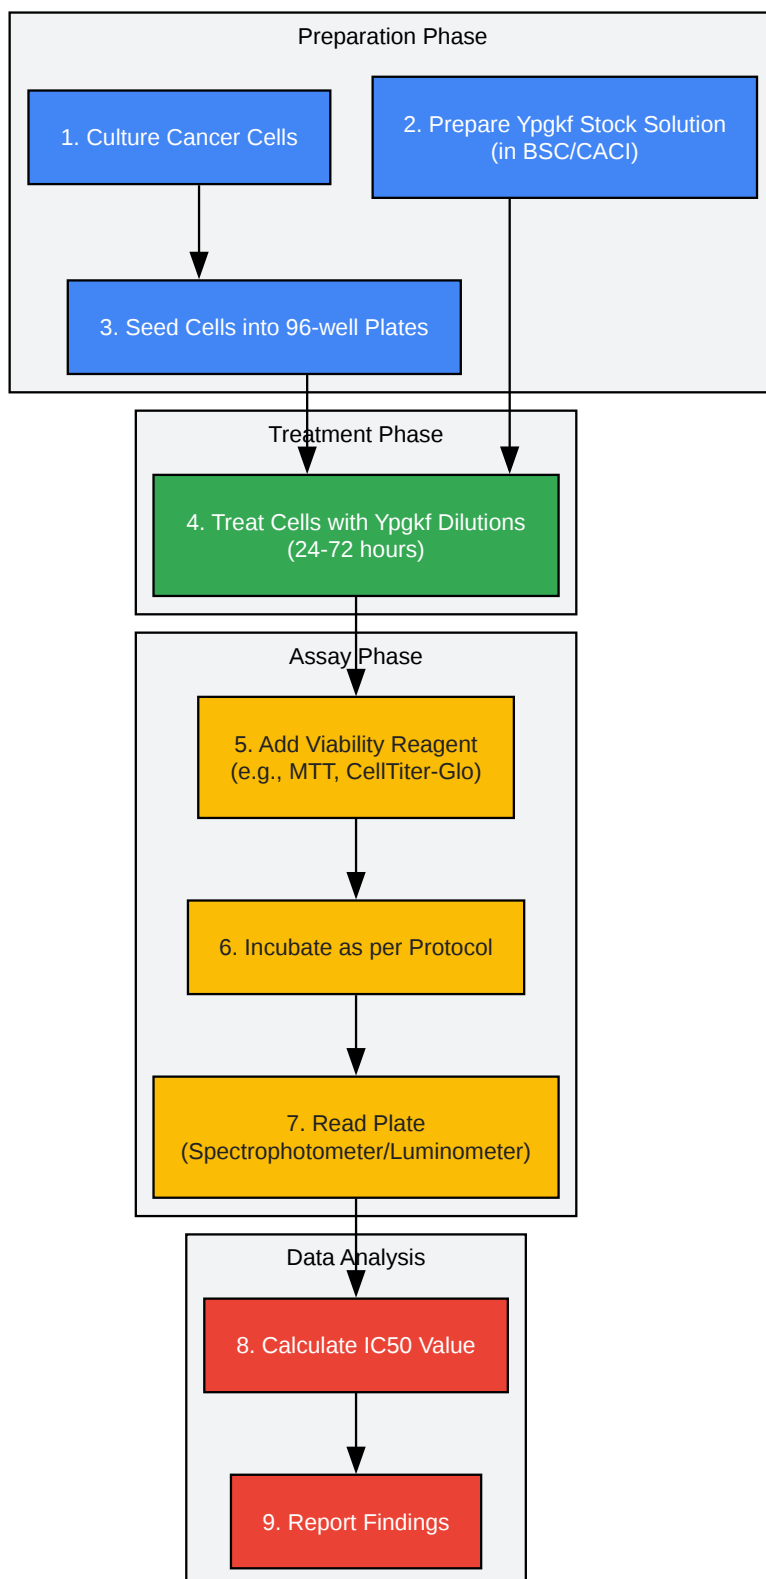 Preparation Phase
1. Culture Cancer Cells
2. Prepare Ypgkf Stock Solution
(in BSC/CACI)
3. Seed Cells into 96-well Plates
Treatment Phase
4. Treat Cells with Ypgkf Dilutions
(24-72 hours)
Assay Phase
5. Add Viability Reagent
(e.g., MTT, CellTiter-Glo)
6. Incubate as per Protocol
7. Read Plate
(Spectrophotometer/Luminometer)
Data Analysis
8. Calculate IC50 Value
9. Report Findings